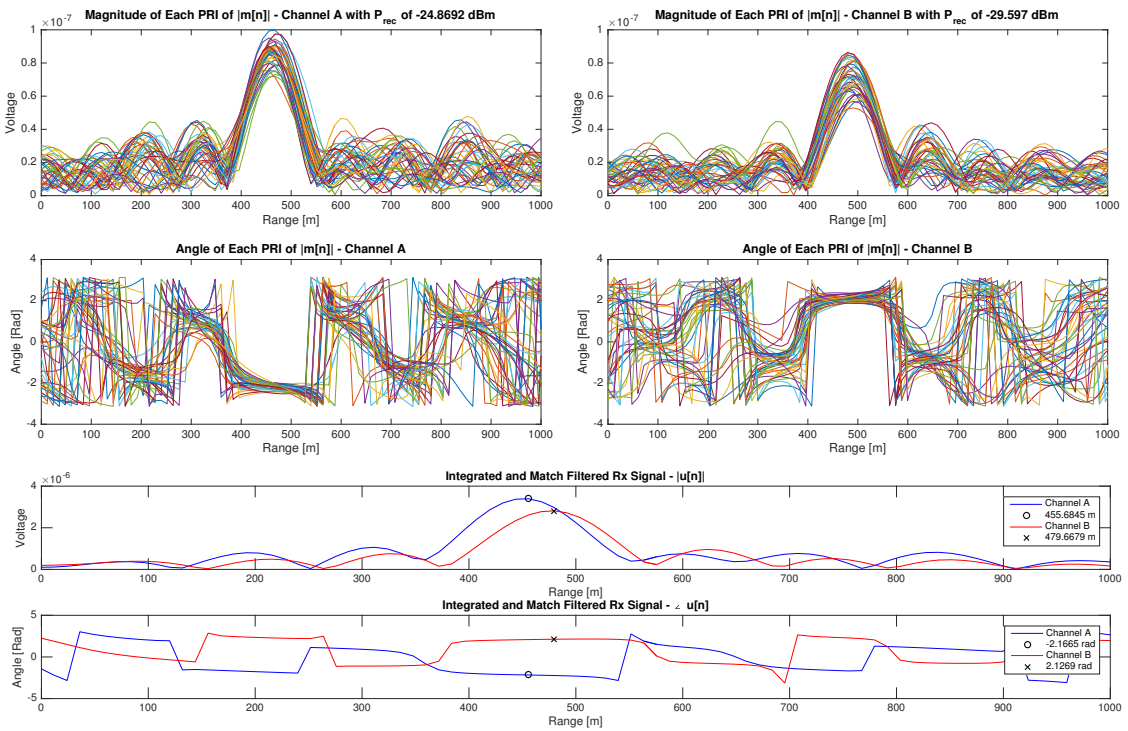 Magnitude of Each PRI of |m[n]| - Channel A with P_rec of -24.8692 dBm
×10^-7
Voltage
1
0.8
0.6
0.4
0.2
0
0 100 200 300 400 500 600 700 800 900 1000
Range [m]
Magnitude of Each PRI of |m[n]| - Channel B with P_rec of -29.597 dBm
×10^-7
Voltage
1
0.8
0.6
0.4
0.2
0
0 100 200 300 400 500 600 700 800 900 1000
Range [m]
Angle of Each PRI of |m[n]| - Channel A
Angle [Rad]
4
2
0
-2
-4
0 100 200 300 400 500 600 700 800 900 1000
Range [m]
Angle of Each PRI of |m[n]| - Channel B
Angle [Rad]
4
2
0
-2
-4
0 100 200 300 400 500 600 700 800 900 1000
Range [m]
Integrated and Match Filtered Rx Signal - |u[n]|
×10^-6
Voltage
4
2
0
0 100 200 300 400 500 600 700 800 900 1000
Range [m]
Channel A
455.6845 m
Channel B
479.6679 m
Integrated and Match Filtered Rx Signal - ∠ u[n]
Angle [Rad]
5
0
-5
0 100 200 300 400 500 600 700 800 900 1000
Range [m]
Channel A
-2.1665 rad
Channel B
2.1269 rad